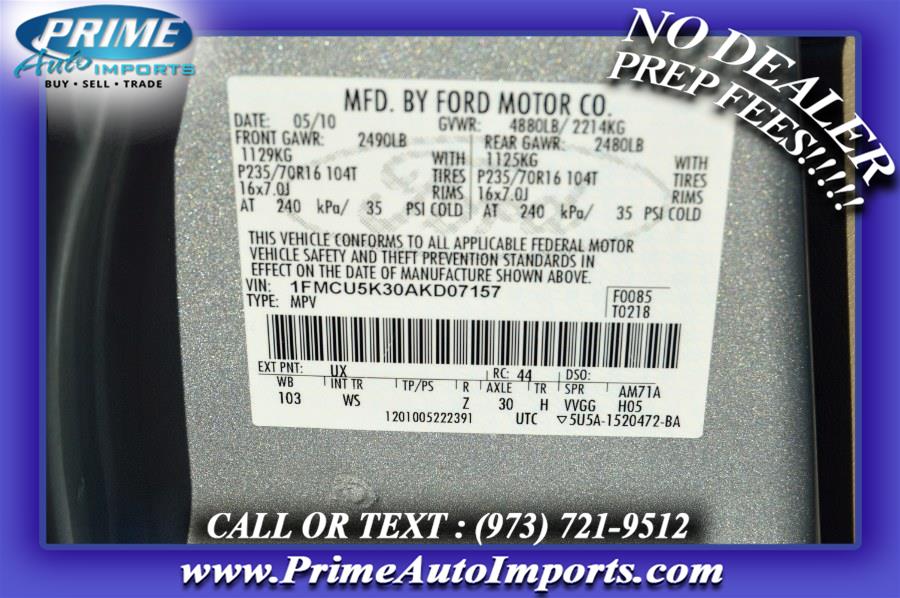 PRIME
Auto IMPORTS
BUY • SELL • TRADE
NO DEALER
PREP FEES!!!!!
MFD. BY FORD MOTOR CO.
DATE: 05/10 GVWR: 4880LB/ 2214KG
FRONT GAWR: 2490LB REAR GAWR: 2480LB
1129KG WITH 1125KG WITH
P235/70R16 104T TIRES P235/70R16 104T TIRES
16x7.0J RIMS 16x7.0J RIMS
AT 240 kPa/ 35 PSI COLD AT 240 kPa/ 35 PSI COLD
THIS VEHICLE CONFORMS TO ALL APPLICABLE FEDERAL MOTOR
VEHICLE SAFETY AND THEFT PREVENTION STANDARDS IN
EFFECT ON THE DATE OF MANUFACTURE SHOWN ABOVE.
VIN: 1FMCU5K30AKD07157 F0085
TYPE: MPV T0218
EXT PNT: UX RC: 44 DSO:
WB INT TR TP/PS R AXLE TR SPR AM71A
103 WS Z 30 H VVGG H05
1201005222391 UTC ▽5U5A-1520472-BA
CALL OR TEXT : (973) 721-9512
www.PrimeAutoImports.com